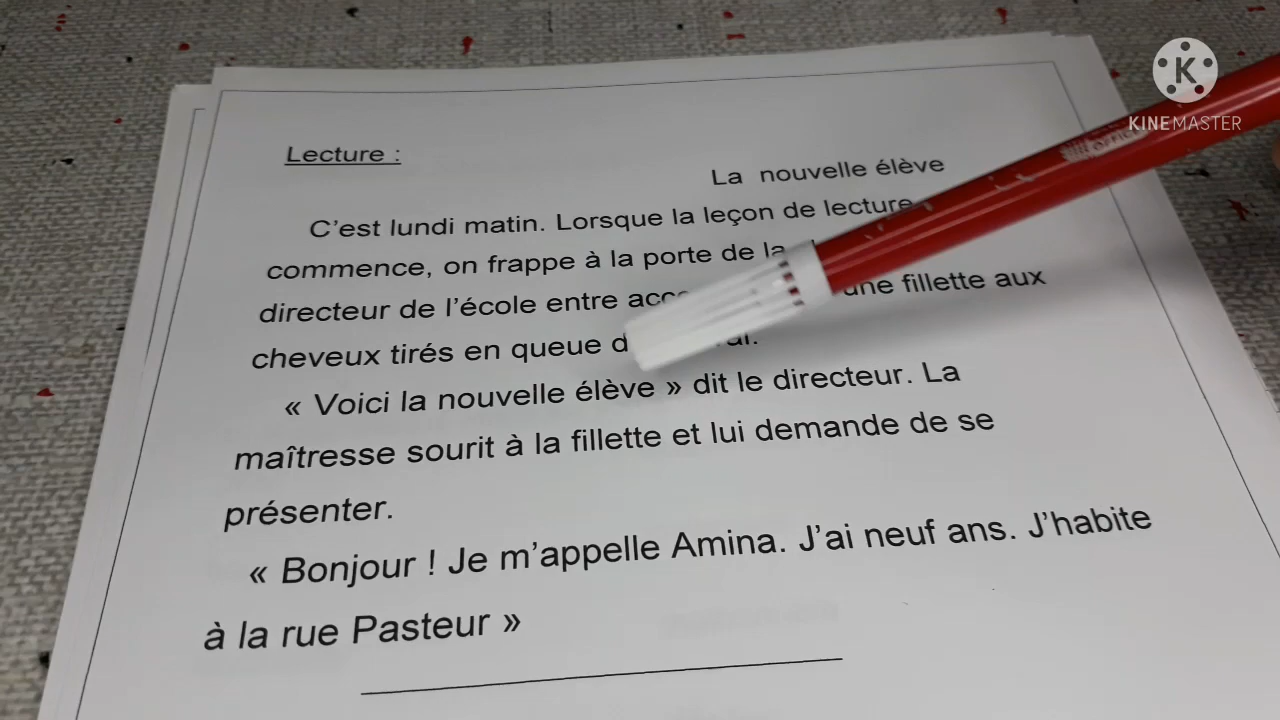 Lecture :
La nouvelle élève
C'est lundi matin. Lorsque la leçon de lecture
commence, on frappe à la porte de la
directeur de l'école entre une fillette aux
cheveux tirés en queue
« Voici la nouvelle élève » dit le directeur. La
maîtresse sourit à la fillette et lui demande de se
présenter.
« Bonjour ! Je m'appelle Amina. J'ai neuf ans. J'habite
à la rue Pasteur »
K
KINEMASTER
OFFICE